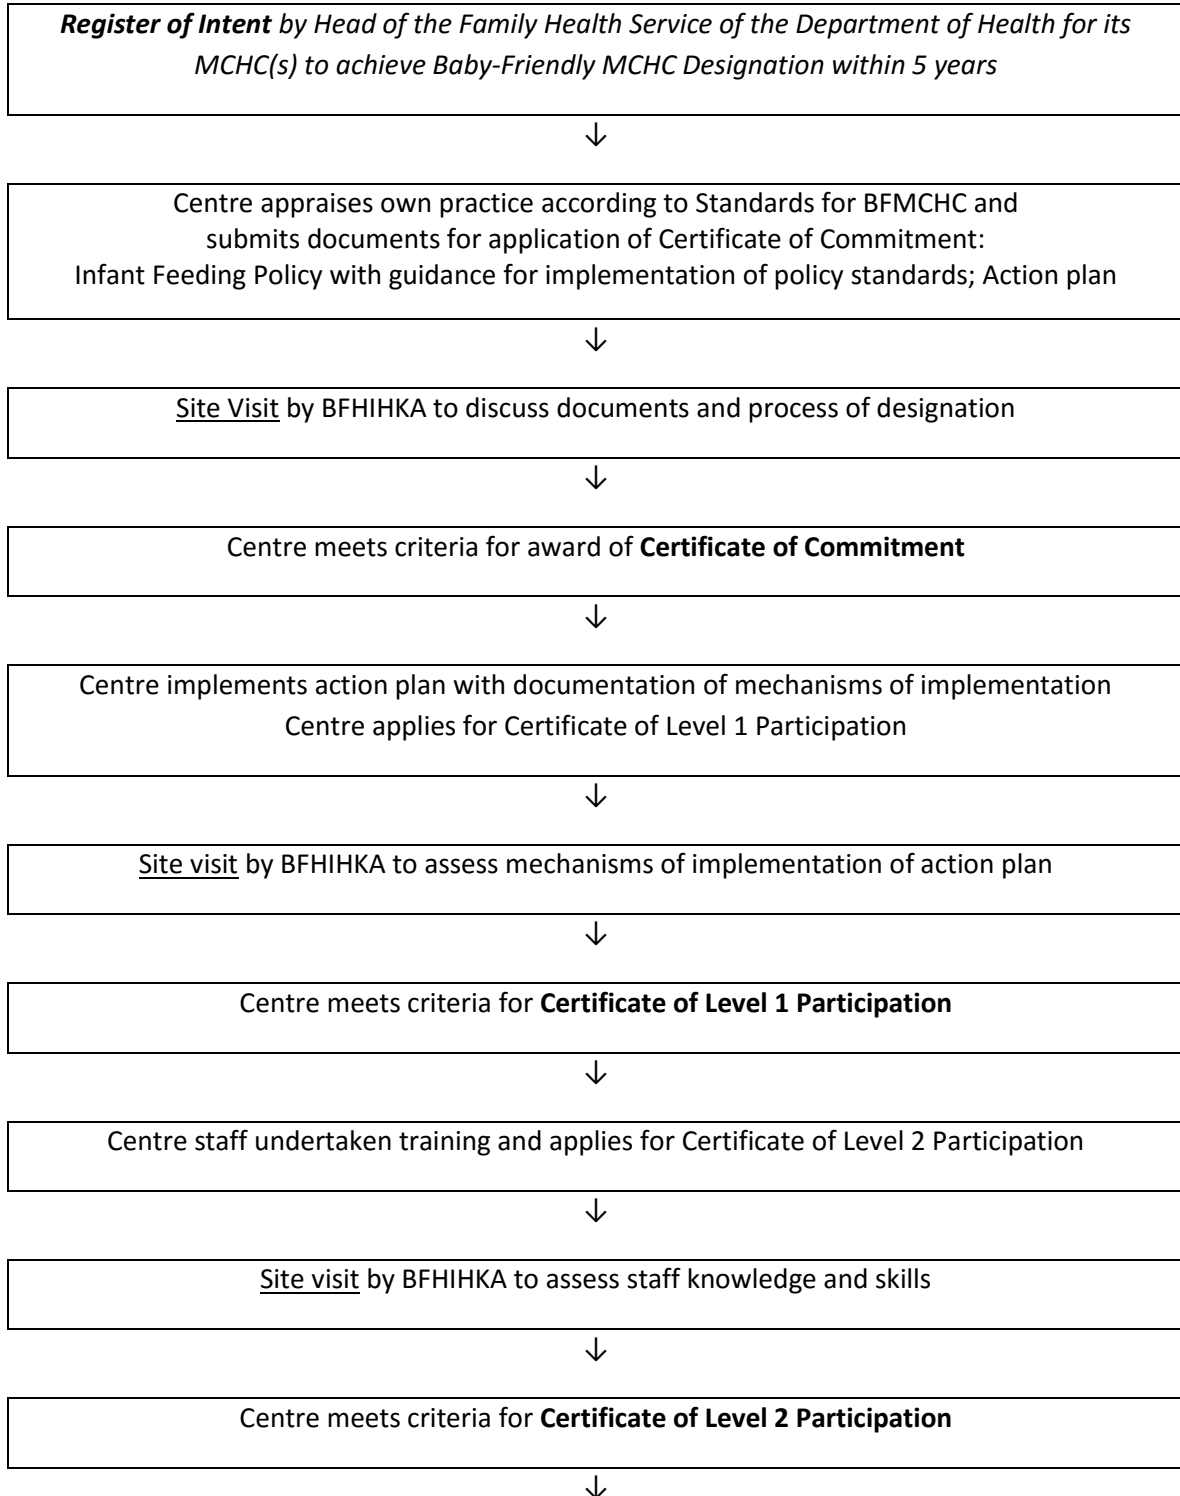 Register of Intent by Head of the Family Health Service of the Department of Health for its
MCHC(s) to achieve Baby-Friendly MCHC Designation within 5 years
↓
Centre appraises own practice according to Standards for BFMCHC and
submits documents for application of Certificate of Commitment:
Infant Feeding Policy with guidance for implementation of policy standards; Action plan
↓
Site Visit by BFHIHKA to discuss documents and process of designation
↓
Centre meets criteria for award of Certificate of Commitment
↓
Centre implements action plan with documentation of mechanisms of implementation
Centre applies for Certificate of Level 1 Participation
↓
Site visit by BFHIHKA to assess mechanisms of implementation of action plan
↓
Centre meets criteria for Certificate of Level 1 Participation
↓
Centre staff undertaken training and applies for Certificate of Level 2 Participation
↓
Site visit by BFHIHKA to assess staff knowledge and skills
↓
Centre meets criteria for Certificate of Level 2 Participation
↓